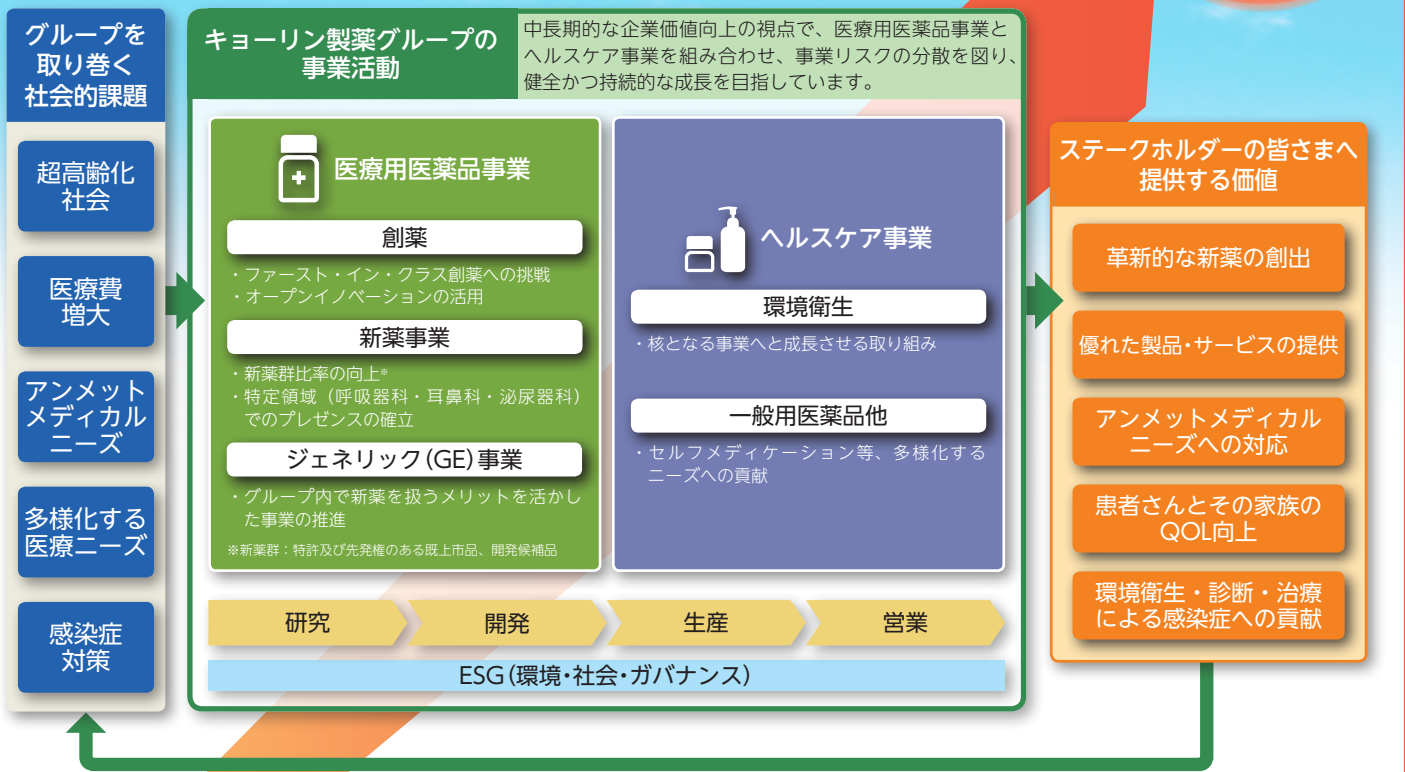 グループを
取り巻く
社会的課題
超高齢化
社会
医療費
増大
アンメット
メディカル
ニーズ
多様化する
医療ニーズ
感染症
対策
キョーリン製薬グループの
事業活動
中長期的な企業価値向上の視点で、医療用医薬品事業と
ヘルスケア事業を組み合わせ、事業リスクの分散を図り、
健全かつ持続的な成長を目指しています。
医療用医薬品事業
創薬
・ファースト・イン・クラス創薬への挑戦
・オープンイノベーションの活用
新薬事業
・新薬群比率の向上※
・特定領域（呼吸器科・耳鼻科・泌尿器科）
でのプレゼンスの確立
ジェネリック(GE)事業
・グループ内で新薬を扱うメリットを活かし
た事業の推進
※新薬群：特許及び先発権のある既上市品、開発候補品
ヘルスケア事業
環境衛生
・核となる事業へと成長させる取り組み
一般用医薬品他
・セルフメディケーション等、多様化する
ニーズへの貢献
研究
開発
生産
営業
ESG(環境・社会・ガバナンス)
ステークホルダーの皆さまへ
提供する価値
革新的な新薬の創出
優れた製品・サービスの提供
アンメットメディカル
ニーズへの対応
患者さんとその家族の
QOL向上
環境衛生・診断・治療
による感染症への貢献